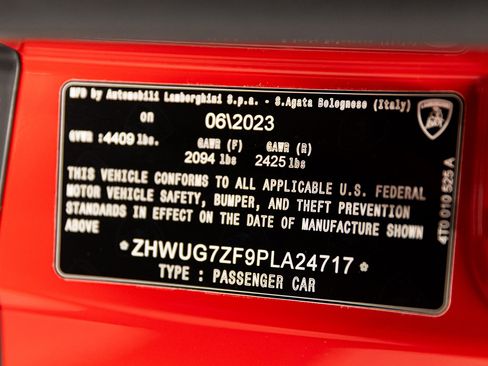 MFD by Automobili Lamborghini S.p.a. - S.Agata Bolognese (Italy)
on 06\2023
GVWR : 4409 lbs. GAWR (F) GAWR (R)
2094 lbs 2425 lbs
THIS VEHICLE CONFORMS TO ALL APPLICABLE U.S. FEDERAL
MOTOR VEHICLE SAFETY, BUMPER, AND THEFT PREVENTION
STANDARDS IN EFFECT ON THE DATE OF MANUFACTURE SHOWN
ABOVE
ZHWUG7ZF9PLA24717
TYPE : PASSENGER CAR
4T0 010 525 A